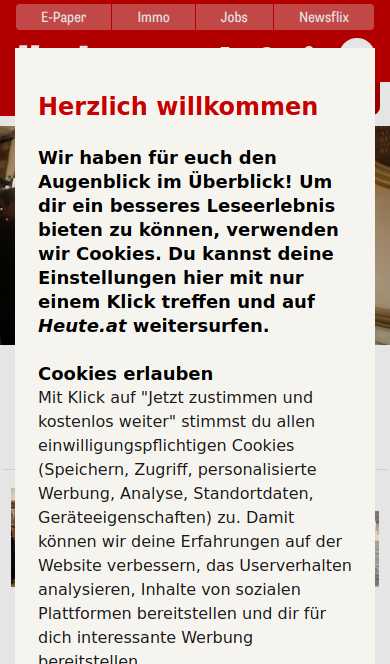 E-Paper Immo Jobs Newsflix
Herzlich willkommen
Wir haben für euch den
Augenblick im Überblick! Um
dir ein besseres Leseerlebnis
bieten zu können, verwenden
wir Cookies. Du kannst deine
Einstellungen hier mit nur
einem Klick treffen und auf
Heute.at weitersurfen.
Cookies erlauben
Mit Klick auf "Jetzt zustimmen und
kostenlos weiter" stimmst du allen
einwilligungspflichtigen Cookies
(Speichern, Zugriff, personalisierte
Werbung, Analyse, Standortdaten,
Geräteeigenschaften) zu. Damit
können wir deine Erfahrungen auf der
Website verbessern, das Userverhalten
analysieren, Inhalte von sozialen
Plattformen bereitstellen und dir für
dich interessante Werbung
bereitstellen